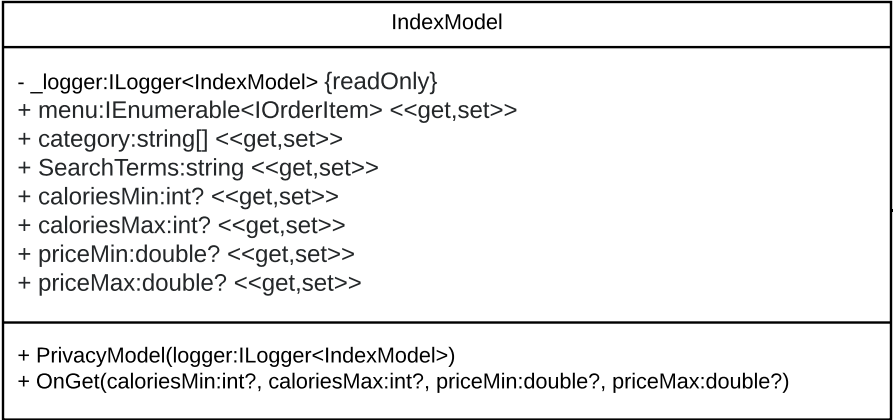 IndexModel
- _logger:ILogger<IndexModel> {readOnly}
+ menu:IEnumerable<IOrderItem> <<get,set>>
+ category:string[] <<get,set>>
+ SearchTerms:string <<get,set>>
+ caloriesMin:int? <<get,set>>
+ caloriesMax:int? <<get,set>>
+ priceMin:double? <<get,set>>
+ priceMax:double? <<get,set>>
+ PrivacyModel(logger:ILogger<IndexModel>)
+ OnGet(caloriesMin:int?, caloriesMax:int?, priceMin:double?, priceMax:double?)